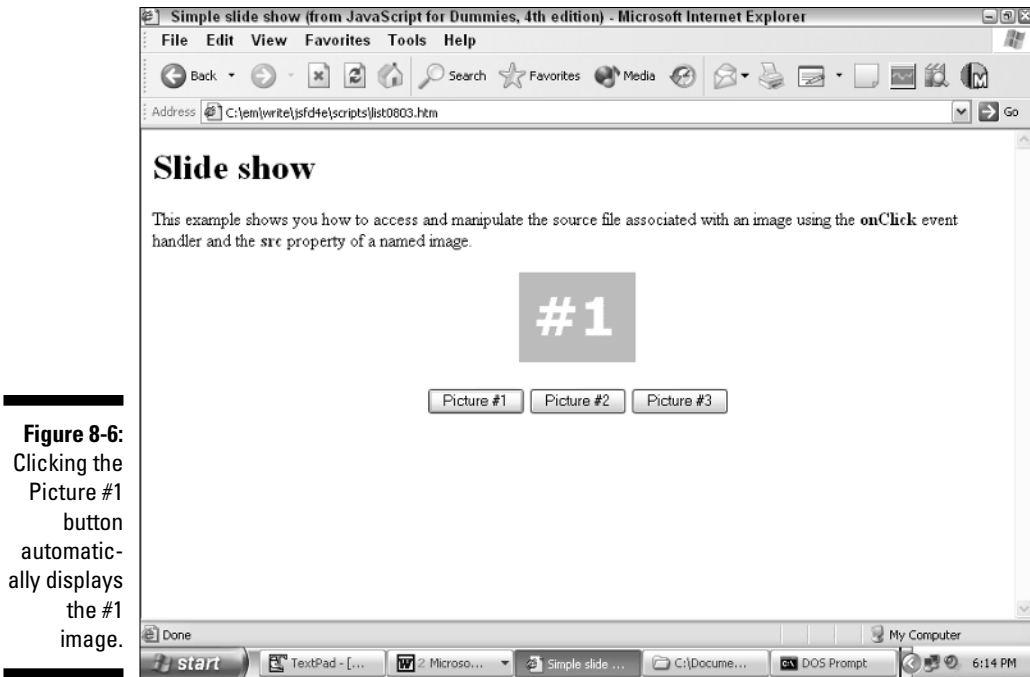 Simple slide show (from JavaScript for Dummies, 4th edition) - Microsoft Internet Explorer
File Edit View Favorites Tools Help
Back Search Favorites Media
Address C:\em\write\jsfd4e\scripts\list0803.htm Go
Slide show
This example shows you how to access and manipulate the source file associated with an image using the onClick event
handler and the src property of a named image.
#1
Picture #1 Picture #2 Picture #3
Figure 8-6:
Clicking the
Picture #1
button
automatic-
ally displays
the #1
image.
Done My Computer
start TextPad - [... 2 Microso... Simple slide ... C:\Docume... DOS Prompt 6:14 PM